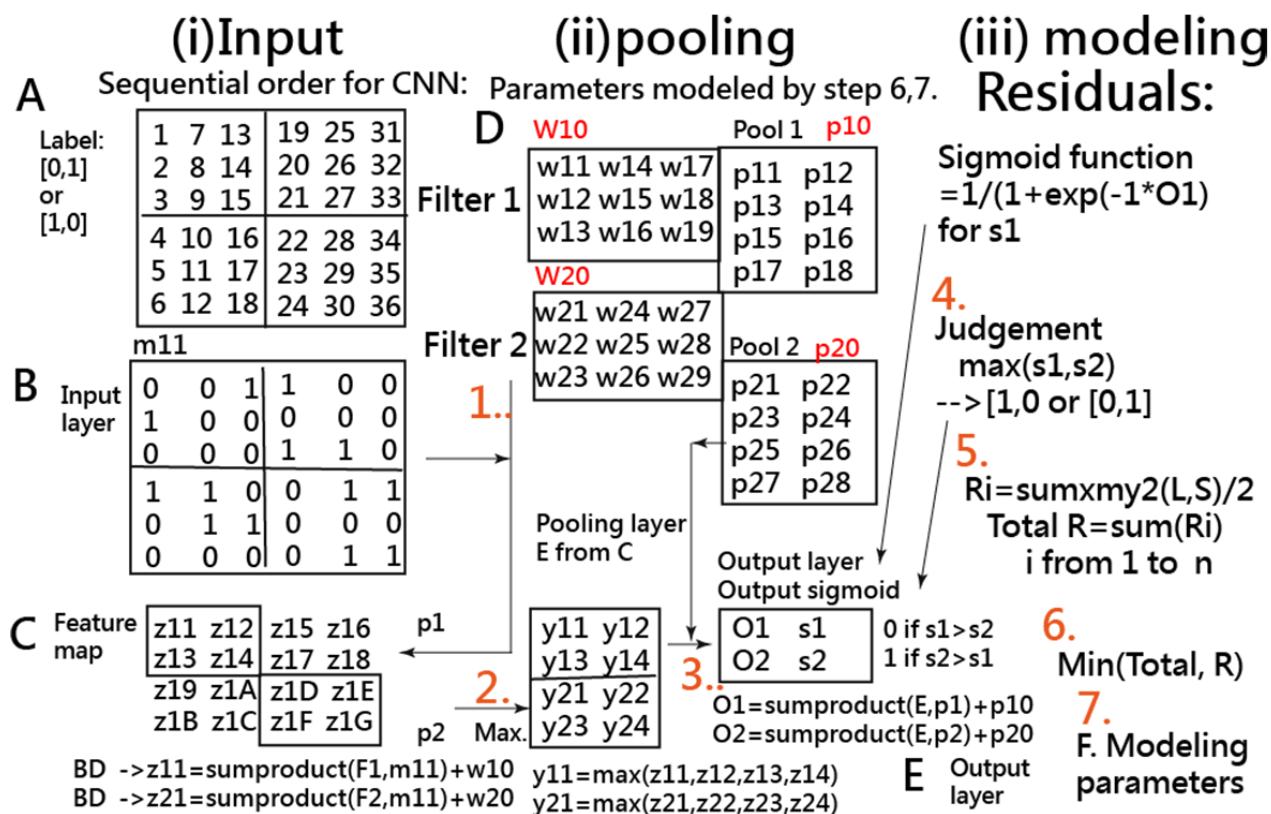 (i)Input
(ii)pooling
(iii) modeling
Residuals:
Sequential order for CNN:
Parameters modeled by step 6,7.
A
Label:
[0,1]
or
[1,0]
1 7 13 19 25 31
2 8 14 20 26 32
3 9 15 21 27 33
4 10 16 22 28 34
5 11 17 23 29 35
6 12 18 24 30 36
m11
B
Input
layer
0 0 1 1 0 0
1 0 0 0 0 0
0 0 0 1 1 0
1 1 0 0 1 1
0 1 1 0 0 0
0 0 0 0 1 1
C
Feature
map
z11 z12 z15 z16
z13 z14 z17 z18
z19 z1A z1D z1E
z1B z1C z1F z1G
p1
p2
BD ->z11=sumproduct(F1,m11)+w10
BD ->z21=sumproduct(F2,m11)+w20
D
W10
Filter 1
w11 w14 w17
w12 w15 w18
w13 w16 w19
Pool 1 p10
p11 p12
p13 p14
p15 p16
p17 p18
W20
Filter 2
w21 w24 w27
w22 w25 w28
w23 w26 w29
Pool 2 p20
p21 p22
p23 p24
p25 p26
p27 p28
1..
Pooling layer
E from C
2.
Max.
y11 y12
y13 y14
y21 y22
y23 y24
y11=max(z11,z12,z13,z14)
y21=max(z21,z22,z23,z24)
3..
Output layer
Output sigmoid
O1 s1
O2 s2
0 if s1>s2
1 if s2>s1
O1=sumproduct(E,p1)+p10
O2=sumproduct(E,p2)+p20
E
Output
layer
Sigmoid function
=1/(1+exp(-1*O1)
for s1
4.
Judgement
max(s1,s2)
-->[1,0 or [0,1]
5.
Ri=sumxmy2(L,S)/2
Total R=sum(Ri)
i from 1 to n
6.
Min(Total, R)
7.
F. Modeling
parameters